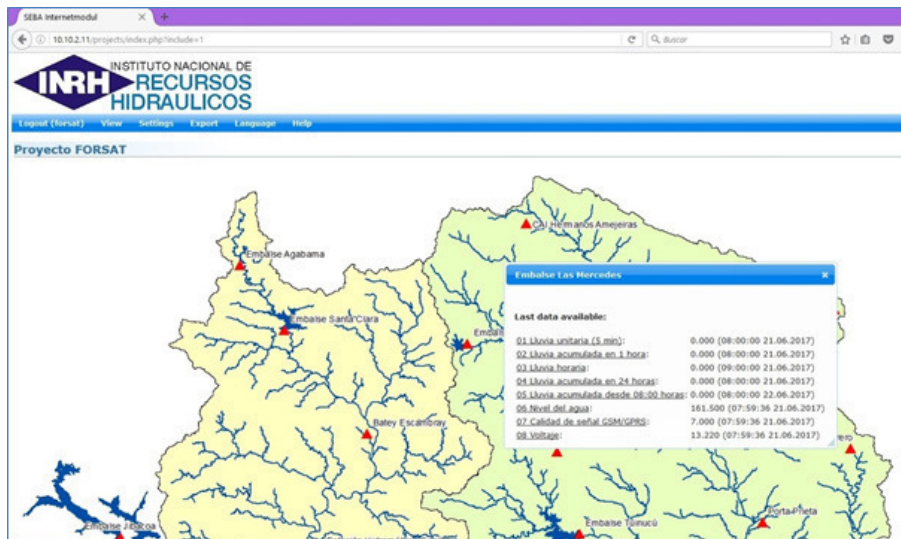 SEBA Internetmodul
10.10.2.11/projects/index.php?include=1
Buscar
INRH
INSTITUTO NACIONAL DE
RECURSOS
HIDRAULICOS
Logout (forsat) View Settings Export Language Help
Proyecto FORSAT
CAI Hermanos Amejeiras
Embalse Agabama
Embalse Las Mercedes
Embalse Santa Clara
Last data available:
01 Lluvia unitaria (5 min): 0.000 (08:00:00 21.06.2017)
02 Lluvia acumulada en 1 hora: 0.000 (08:00:00 21.06.2017)
03 Lluvia horaria: 0.000 (09:00:00 21.06.2017)
04 Lluvia acumulada en 24 horas: 0.000 (08:00:00 21.06.2017)
05 Lluvia acumulada desde 08:00 horas: 0.000 (08:00:00 22.06.2017)
06 Nivel del agua: 161.500 (07:59:36 21.06.2017)
07 Calidad de señal GSM/GPRS: 7.000 (07:59:36 21.06.2017)
08 Voltaje: 13.220 (07:59:36 21.06.2017)
Batey Escambray
Porta Prieta
Embalse Jibacoa
Embalse Tuinucú